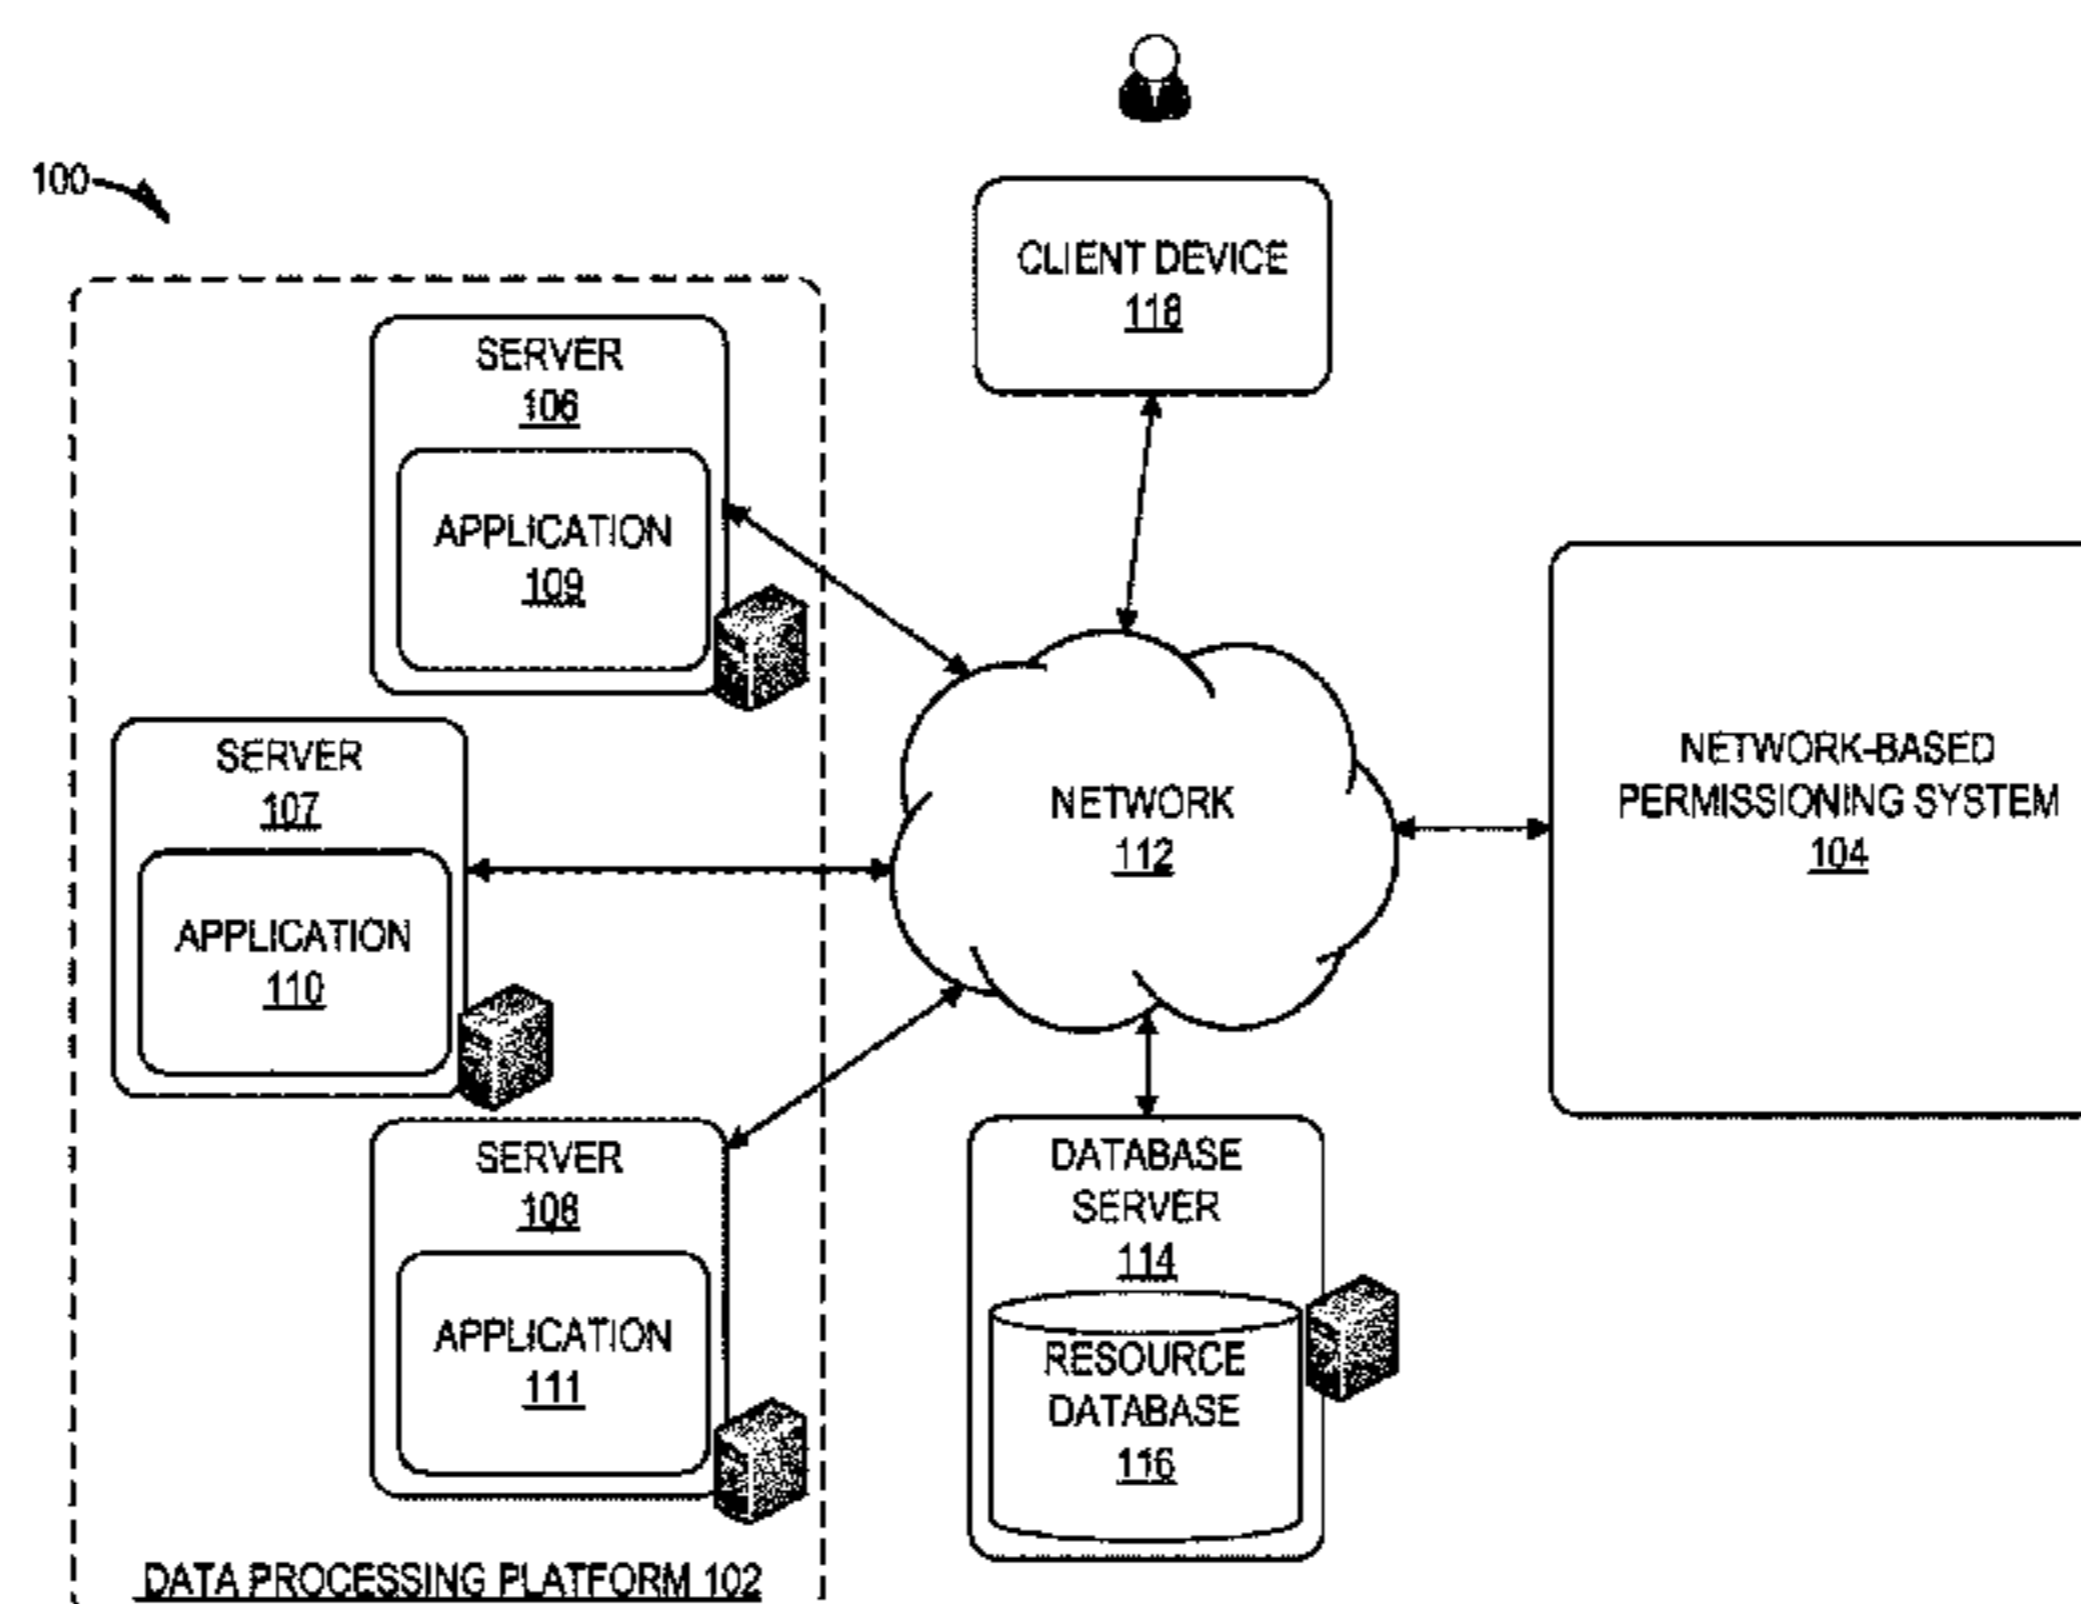 100
CLIENT DEVICE
118
SERVER
106
APPLICATION
109
SERVER
107
APPLICATION
110
SERVER
108
APPLICATION
111
DATA PROCESSING PLATFORM 102
NETWORK
112
NETWORK-BASED
PERMISSIONING SYSTEM
104
DATABASE
SERVER
114
RESOURCE
DATABASE
116